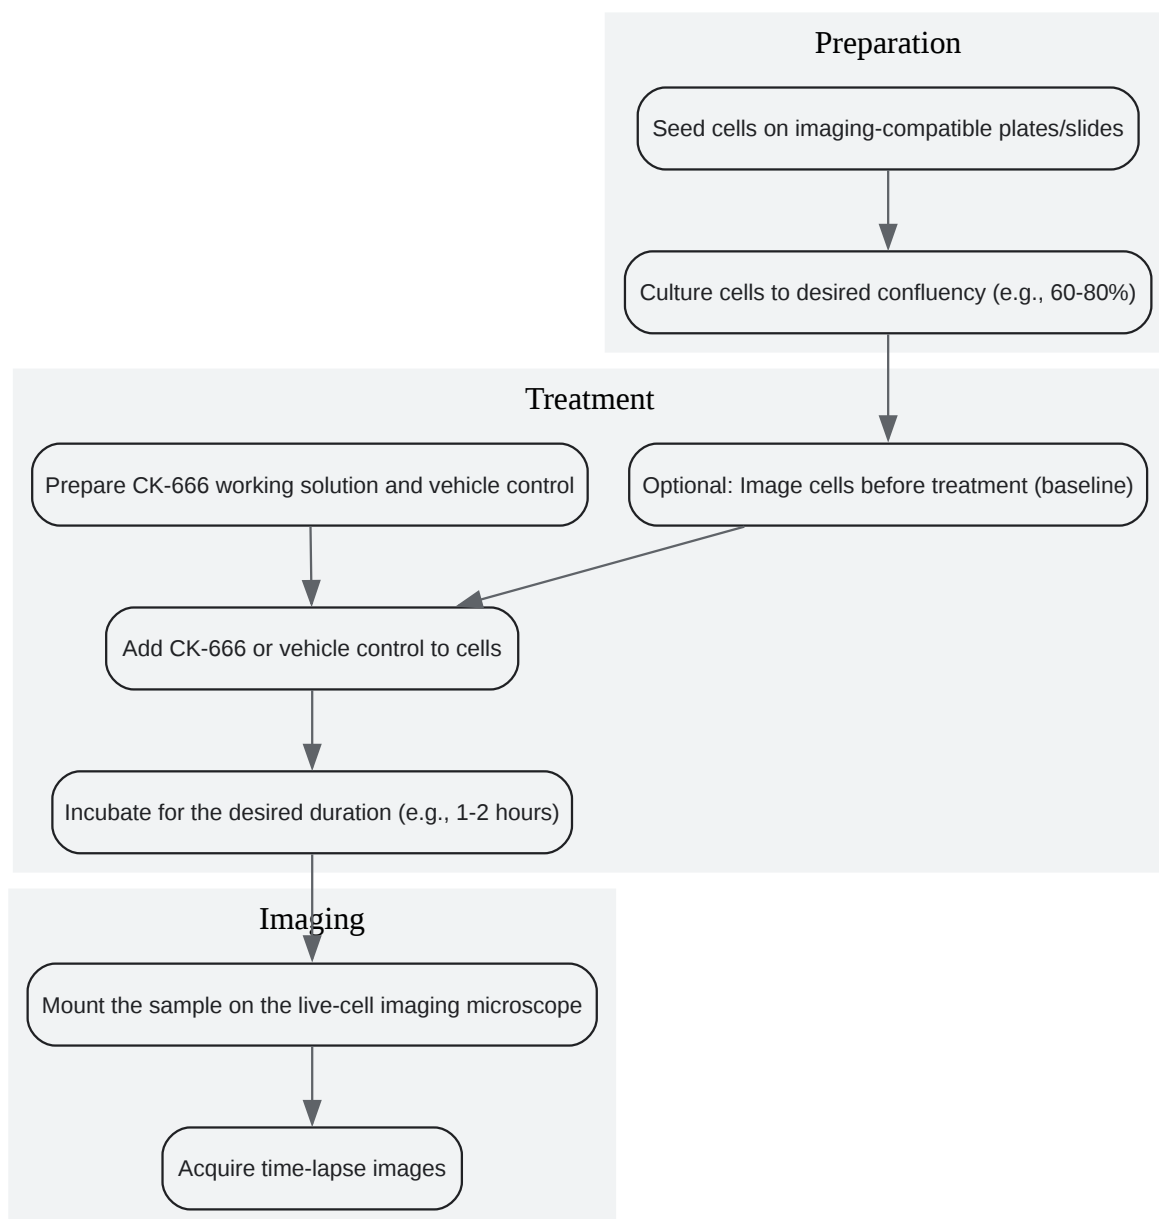 Preparation
Seed cells on imaging-compatible plates/slides
Culture cells to desired confluency (e.g., 60-80%)
Treatment
Prepare CK-666 working solution and vehicle control
Optional: Image cells before treatment (baseline)
Add CK-666 or vehicle control to cells
Incubate for the desired duration (e.g., 1-2 hours)
Imaging
Mount the sample on the live-cell imaging microscope
Acquire time-lapse images